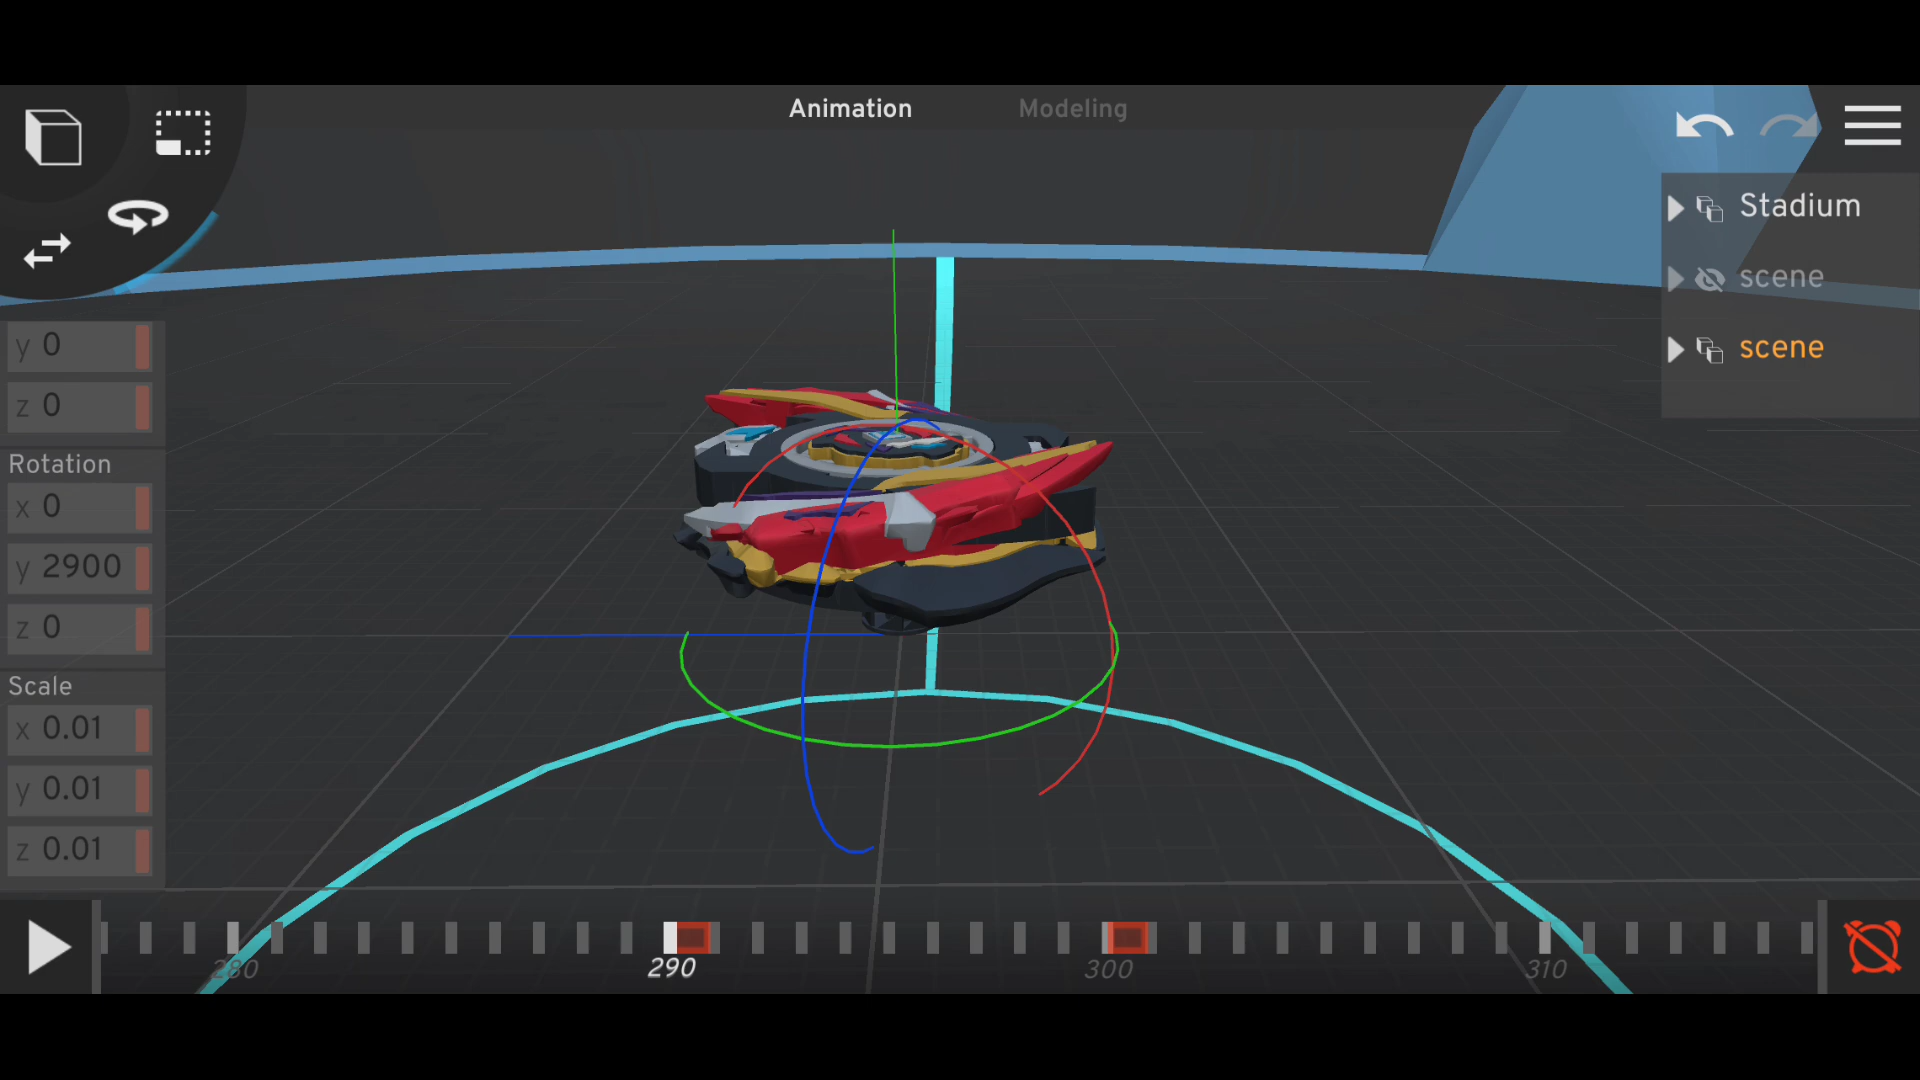 Animation Modeling
Stadium
scene
scene
y 0
z 0
Rotation
x 0
y 2900
z 0
Scale
x 0.01
y 0.01
z 0.01
280 290 300 310